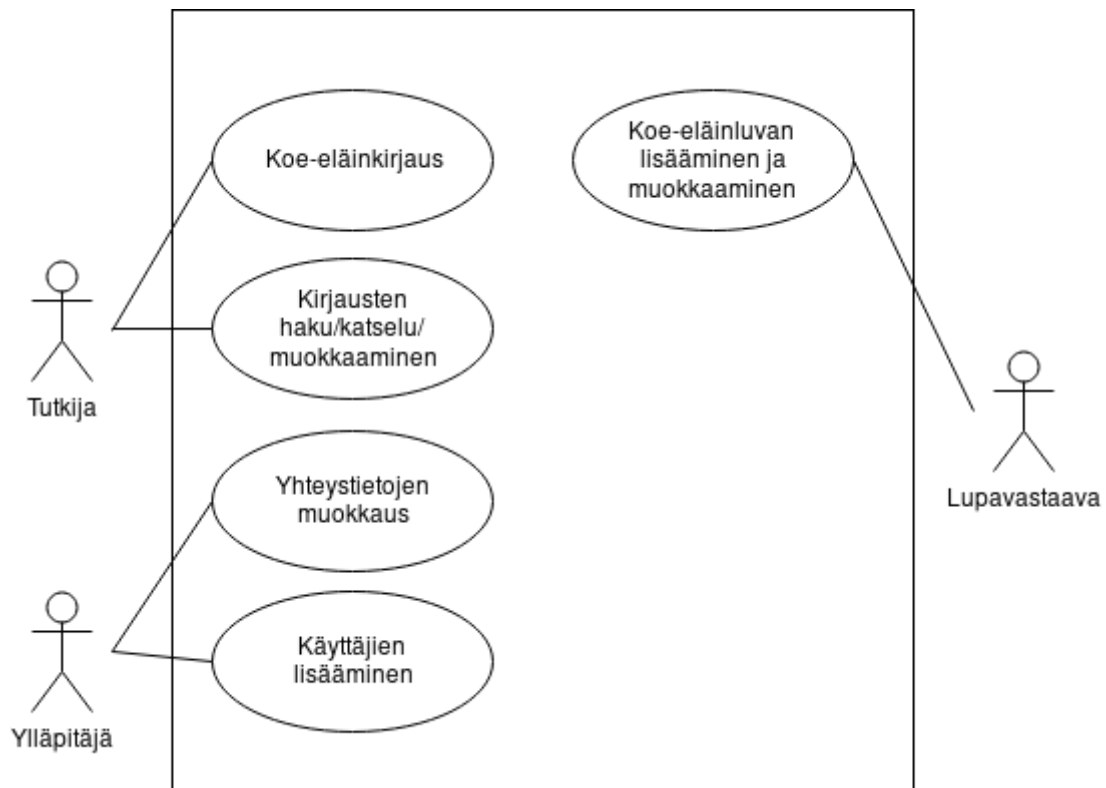 Koe-eläinkirjaus
Koe-eläinluvan
lisääminen ja
muokkaaminen
Kirjausten
haku/katselu/
muokkaaminen
Tutkija
Yhteystietojen
muokkaus
Lupavastaava
Käyttäjien
lisääminen
Ylläpitäjä